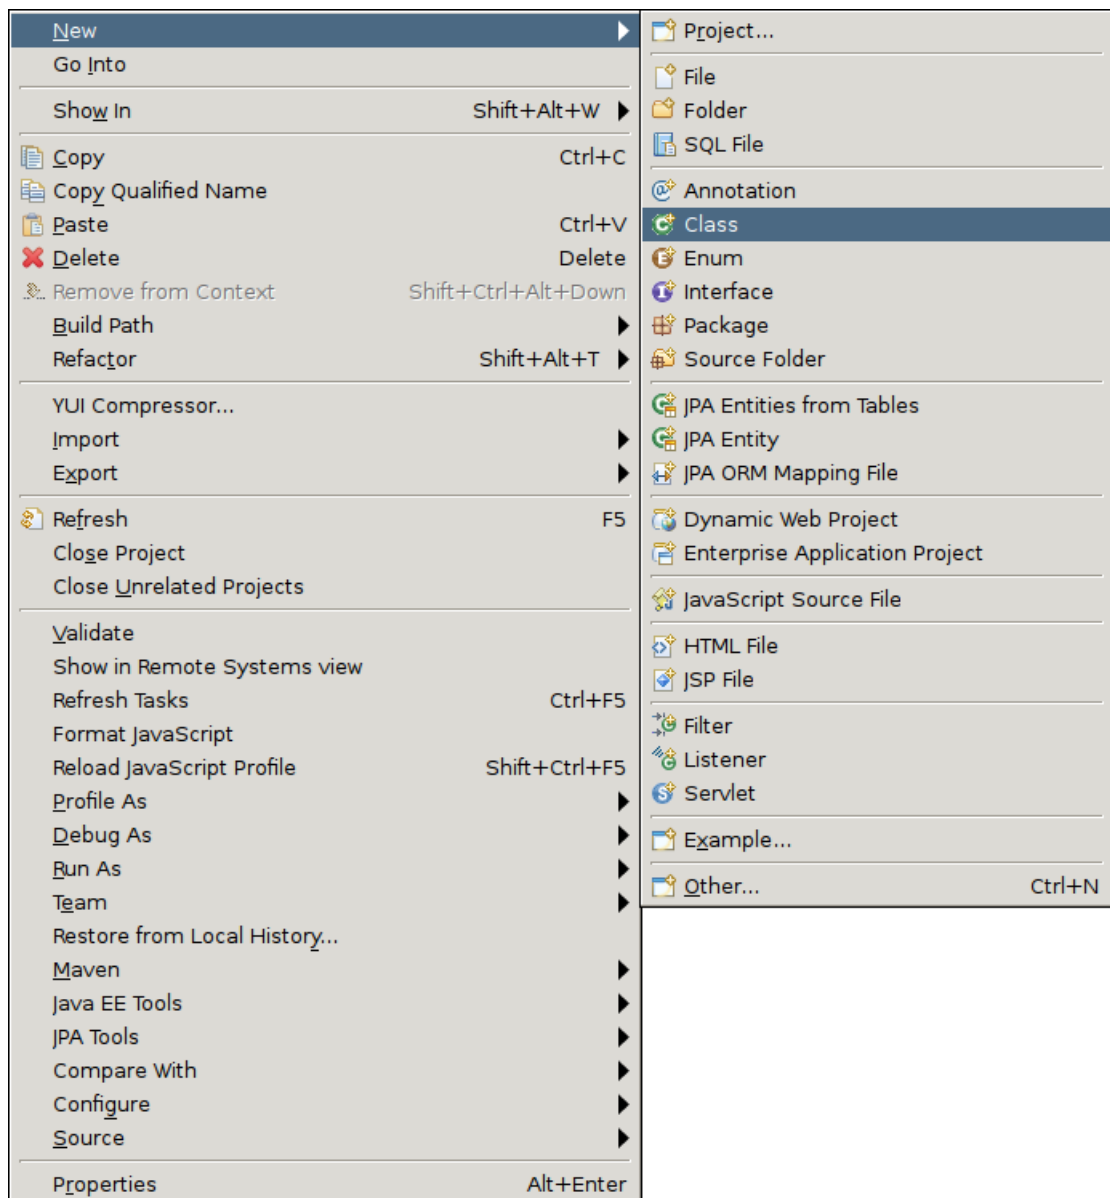 New
Go Into
Show In Shift+Alt+W
Copy Ctrl+C
Copy Qualified Name
Paste Ctrl+V
Delete Delete
Remove from Context Shift+Ctrl+Alt+Down
Build Path
Refactor Shift+Alt+T
YUI Compressor...
Import
Export
Refresh F5
Close Project
Close Unrelated Projects
Validate
Show in Remote Systems view
Refresh Tasks Ctrl+F5
Format JavaScript
Reload JavaScript Profile Shift+Ctrl+F5
Profile As
Debug As
Run As
Team
Restore from Local History...
Maven
Java EE Tools
JPA Tools
Compare With
Configure
Source
Properties Alt+Enter
Project...
File
Folder
SQL File
Annotation
Class
Enum
Interface
Package
Source Folder
JPA Entities from Tables
JPA Entity
JPA ORM Mapping File
Dynamic Web Project
Enterprise Application Project
JavaScript Source File
HTML File
JSP File
Filter
Listener
Servlet
Example...
Other... Ctrl+N